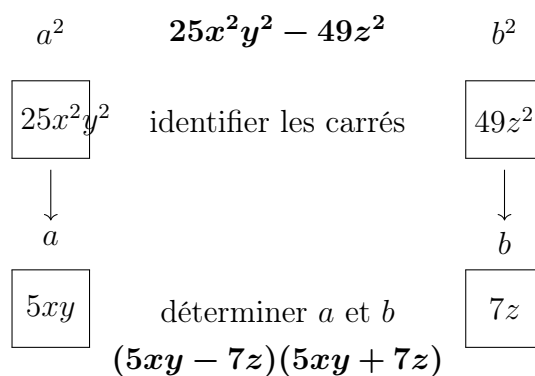 a² 25x²y² − 49z² b²
25x²y² identifier les carrés 49z²
a b
5xy déterminer a et b 7z
(5xy − 7z)(5xy + 7z)